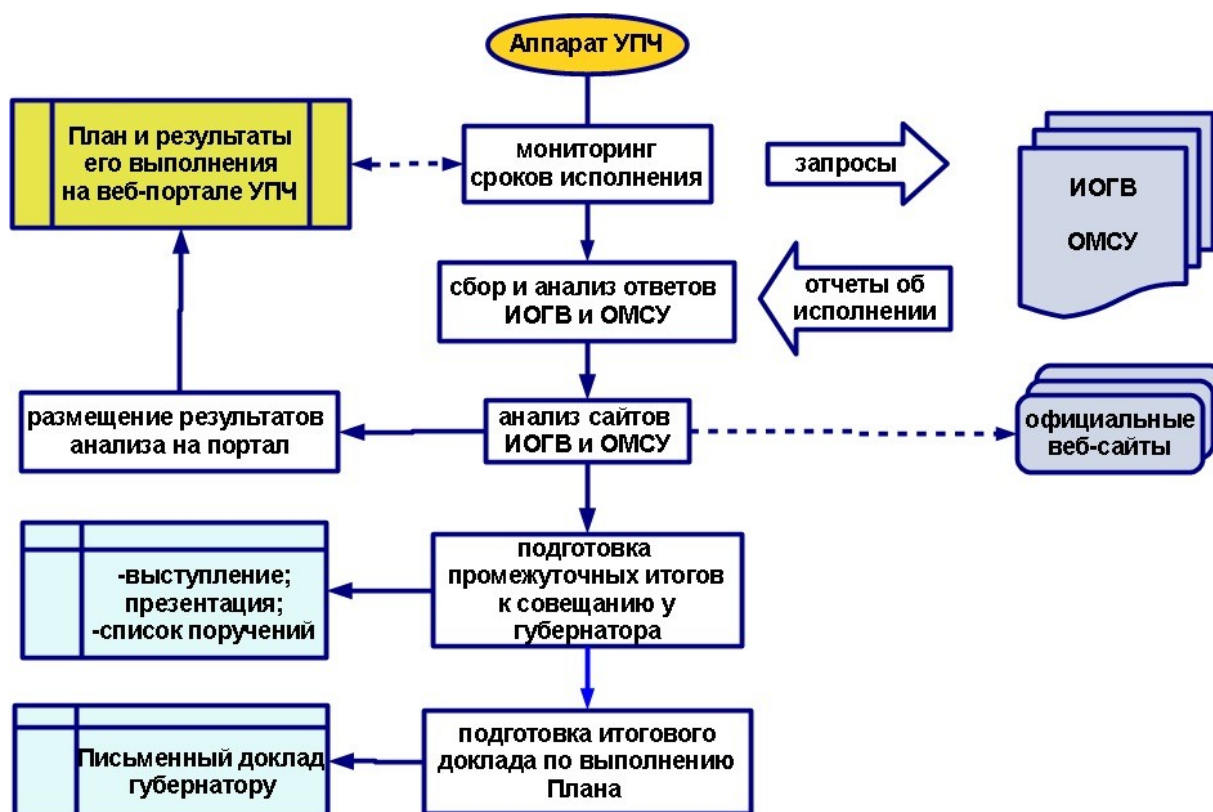 Аппарат УПЧ
План и результаты
его выполнения
на веб-портале УПЧ
мониторинг
сроков исполнения
запросы
ИОГВ
ОМСУ
сбор и анализ ответов
ИОГВ и ОМСУ
отчеты об
исполнении
размещение результатов
анализа на портал
анализ сайтов
ИОГВ и ОМСУ
официальные
веб-сайты
-выступление;
презентация;
-список поручений
подготовка
промежуточных итогов
к совещанию у
губернатора
Письменный доклад
губернатору
подготовка итогового
доклада по выполнению
Плана